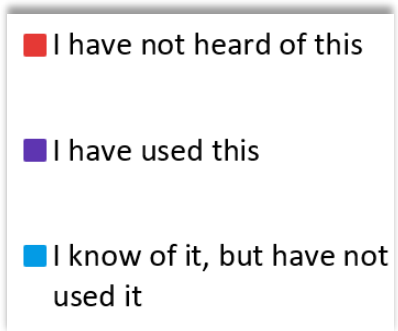 I have not heard of this
I have used this
I know of it, but have not
used it